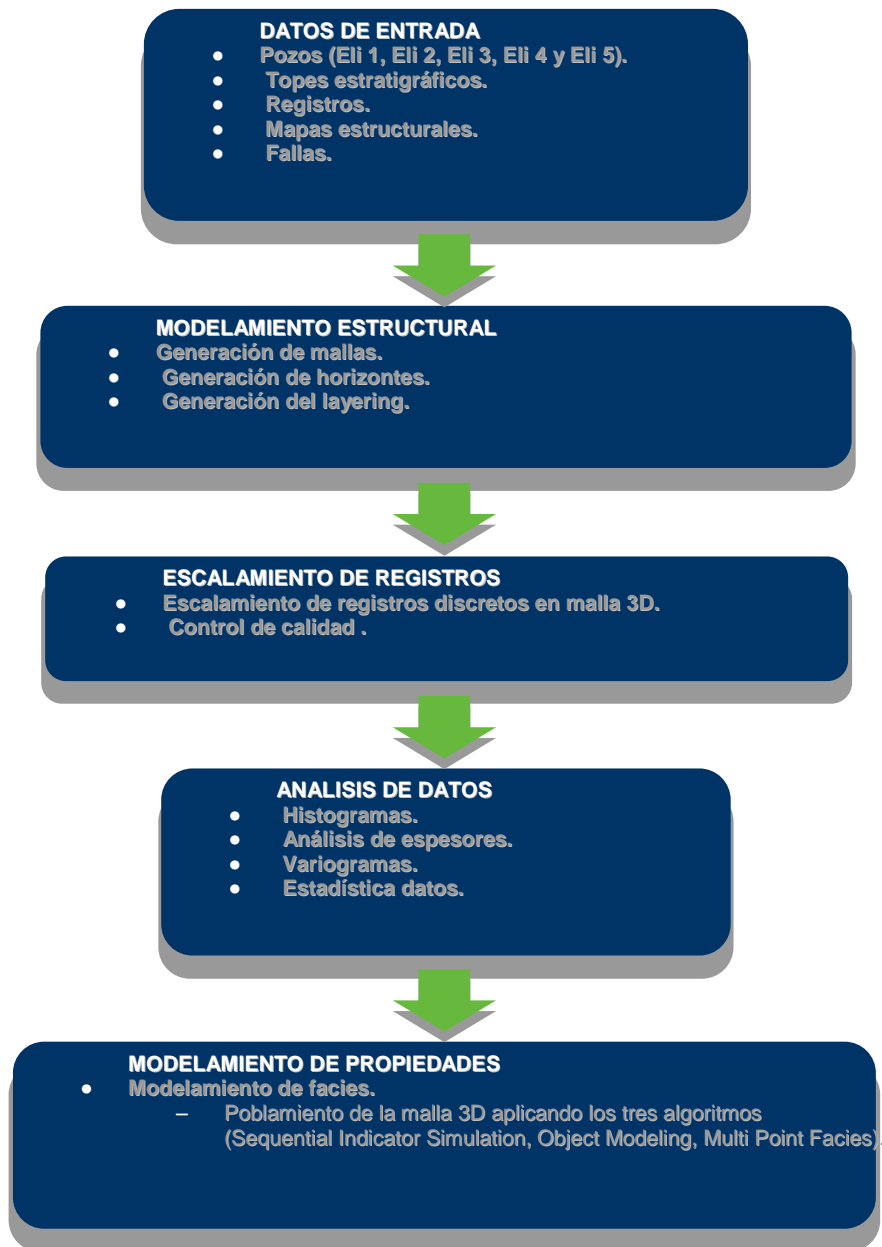 DATOS DE ENTRADA
• Pozos (Eli 1, Eli 2, Eli 3, Eli 4 y Eli 5).
• Topes estratigráficos.
• Registros.
• Mapas estructurales.
• Fallas.
MODELAMIENTO ESTRUCTURAL
• Generación de mallas.
• Generación de horizontes.
• Generación del layering.
ESCALAMIENTO DE REGISTROS
• Escalamiento de registros discretos en malla 3D.
• Control de calidad .
ANALISIS DE DATOS
• Histogramas.
• Análisis de espesores.
• Variogramas.
• Estadística datos.
MODELAMIENTO DE PROPIEDADES
• Modelamiento de facies.
– Poblamiento de la malla 3D aplicando los tres algoritmos
(Sequential Indicator Simulation, Object Modeling, Multi Point Facies).